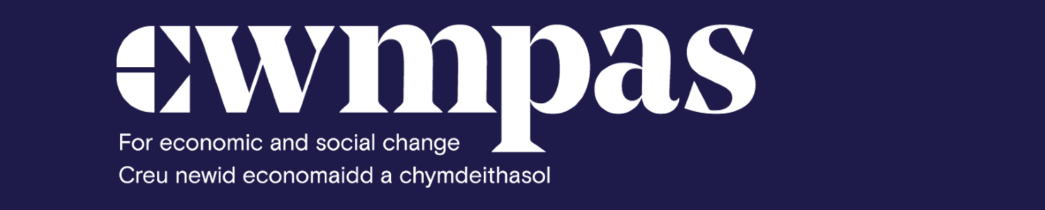 cwmpas
For economic and social change
Creu newid economaidd a chymdeithasol